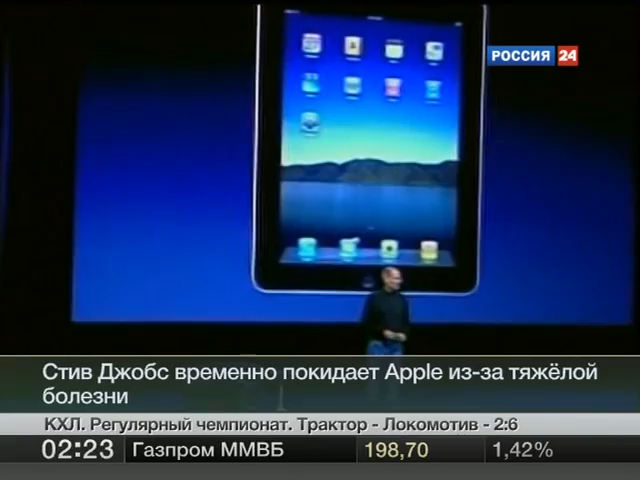 РОССИЯ 24
Стив Джобс временно покидает Apple из-за тяжёлой
болезни
КХЛ. Регулярный чемпионат. Трактор - Локомотив - 2:6
02:23 Газпром ММВБ 198,70 1,42%